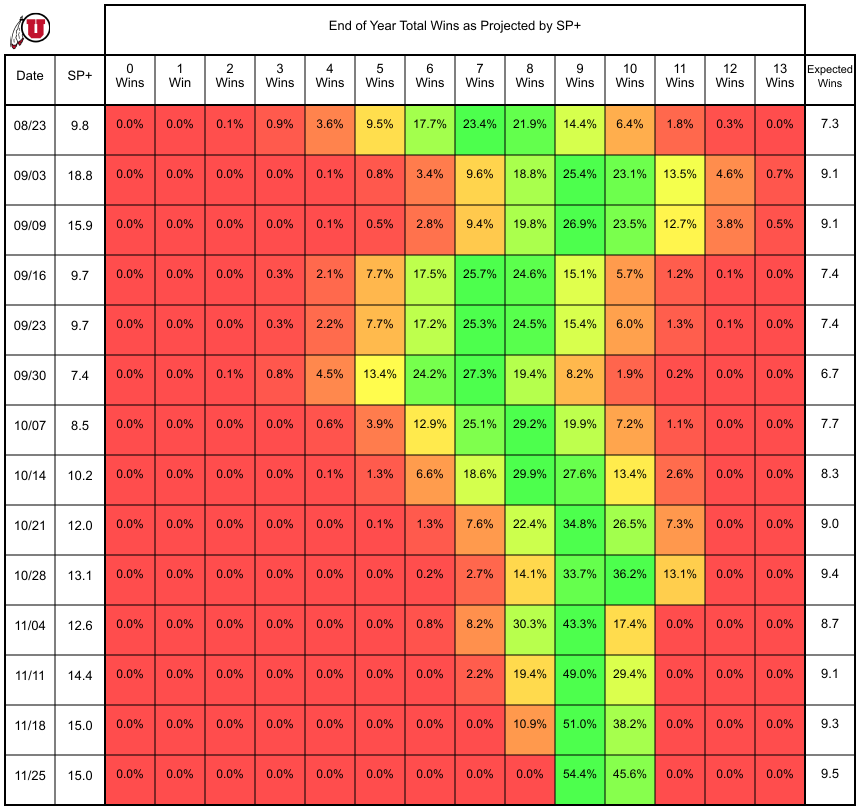 U
End of Year Total Wins as Projected by SP+
Date SP+ 0 Wins 1 Win 2 Wins 3 Wins 4 Wins 5 Wins 6 Wins 7 Wins 8 Wins 9 Wins 10 Wins 11 Wins 12 Wins 13 Wins Expected Wins
08/23 9.8 0.0% 0.0% 0.1% 0.9% 3.6% 9.5% 17.7% 23.4% 21.9% 14.4% 6.4% 1.8% 0.3% 0.0% 7.3
09/03 18.8 0.0% 0.0% 0.0% 0.0% 0.1% 0.8% 3.4% 9.6% 18.8% 25.4% 23.1% 13.5% 4.6% 0.7% 9.1
09/09 15.9 0.0% 0.0% 0.0% 0.0% 0.1% 0.5% 2.8% 9.4% 19.8% 26.9% 23.5% 12.7% 3.8% 0.5% 9.1
09/16 9.7 0.0% 0.0% 0.0% 0.3% 2.1% 7.7% 17.5% 25.7% 24.6% 15.1% 5.7% 1.2% 0.1% 0.0% 7.4
09/23 9.7 0.0% 0.0% 0.0% 0.3% 2.2% 7.7% 17.2% 25.3% 24.5% 15.4% 6.0% 1.3% 0.1% 0.0% 7.4
09/30 7.4 0.0% 0.0% 0.1% 0.8% 4.5% 13.4% 24.2% 27.3% 19.4% 8.2% 1.9% 0.2% 0.0% 0.0% 6.7
10/07 8.5 0.0% 0.0% 0.0% 0.0% 0.6% 3.9% 12.9% 25.1% 29.2% 19.9% 7.2% 1.1% 0.0% 0.0% 7.7
10/14 10.2 0.0% 0.0% 0.0% 0.0% 0.1% 1.3% 6.6% 18.6% 29.9% 27.6% 13.4% 2.6% 0.0% 0.0% 8.3
10/21 12.0 0.0% 0.0% 0.0% 0.0% 0.0% 0.1% 1.3% 7.6% 22.4% 34.8% 26.5% 7.3% 0.0% 0.0% 9.0
10/28 13.1 0.0% 0.0% 0.0% 0.0% 0.0% 0.0% 0.2% 2.7% 14.1% 33.7% 36.2% 13.1% 0.0% 0.0% 9.4
11/04 12.6 0.0% 0.0% 0.0% 0.0% 0.0% 0.0% 0.8% 8.2% 30.3% 43.3% 17.4% 0.0% 0.0% 0.0% 8.7
11/11 14.4 0.0% 0.0% 0.0% 0.0% 0.0% 0.0% 0.0% 2.2% 19.4% 49.0% 29.4% 0.0% 0.0% 0.0% 9.1
11/18 15.0 0.0% 0.0% 0.0% 0.0% 0.0% 0.0% 0.0% 0.0% 10.9% 51.0% 38.2% 0.0% 0.0% 0.0% 9.3
11/25 15.0 0.0% 0.0% 0.0% 0.0% 0.0% 0.0% 0.0% 0.0% 0.0% 54.4% 45.6% 0.0% 0.0% 0.0% 9.5